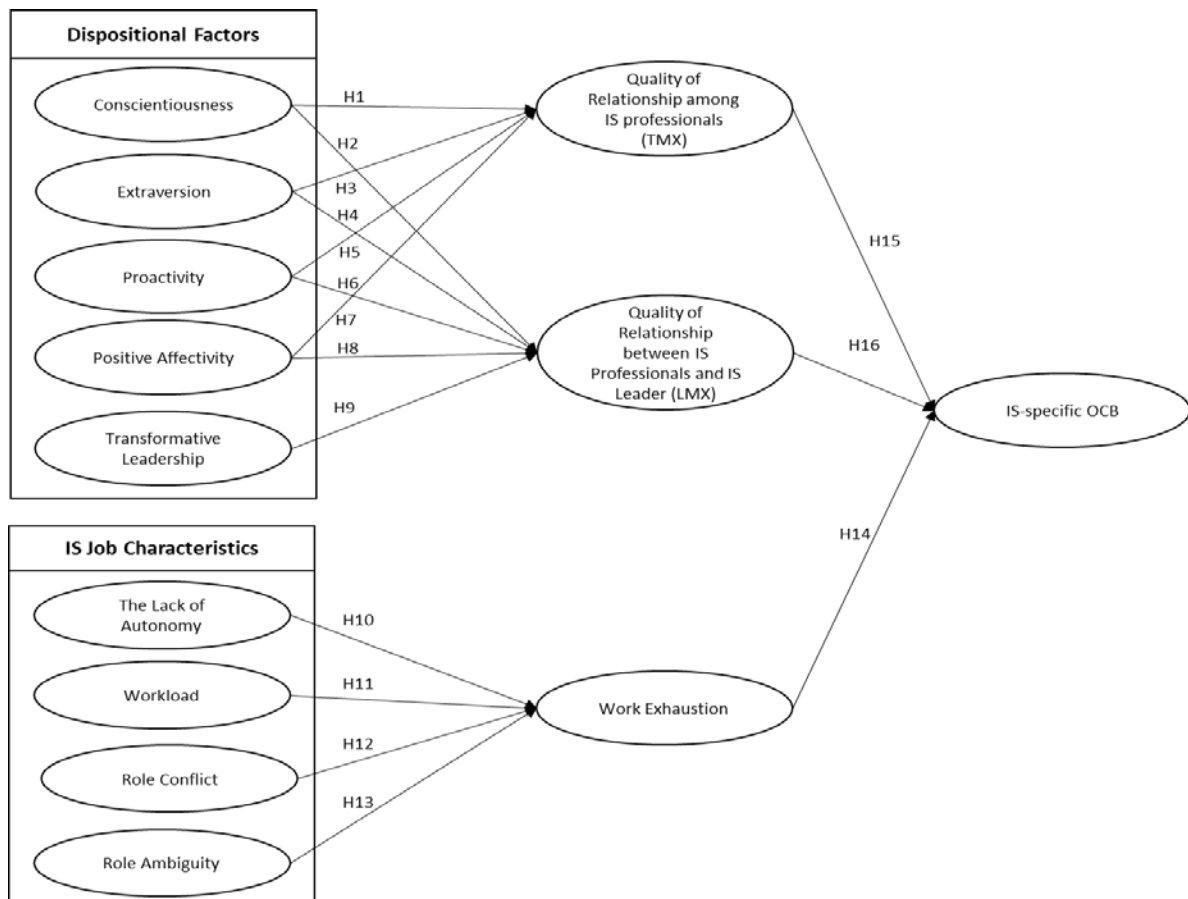 Dispositional Factors
Conscientiousness
Extraversion
Proactivity
Positive Affectivity
Transformative
Leadership
H1
H2
H3
H4
H5
H6
H7
H8
H9
Quality of
Relationship among
IS professionals
(TMX)
Quality of
Relationship
between IS
Professionals and IS
Leader (LMX)
H15
H16
IS-specific OCB
H14
IS Job Characteristics
The Lack of
Autonomy
Workload
Role Conflict
Role Ambiguity
H10
H11
H12
H13
Work Exhaustion